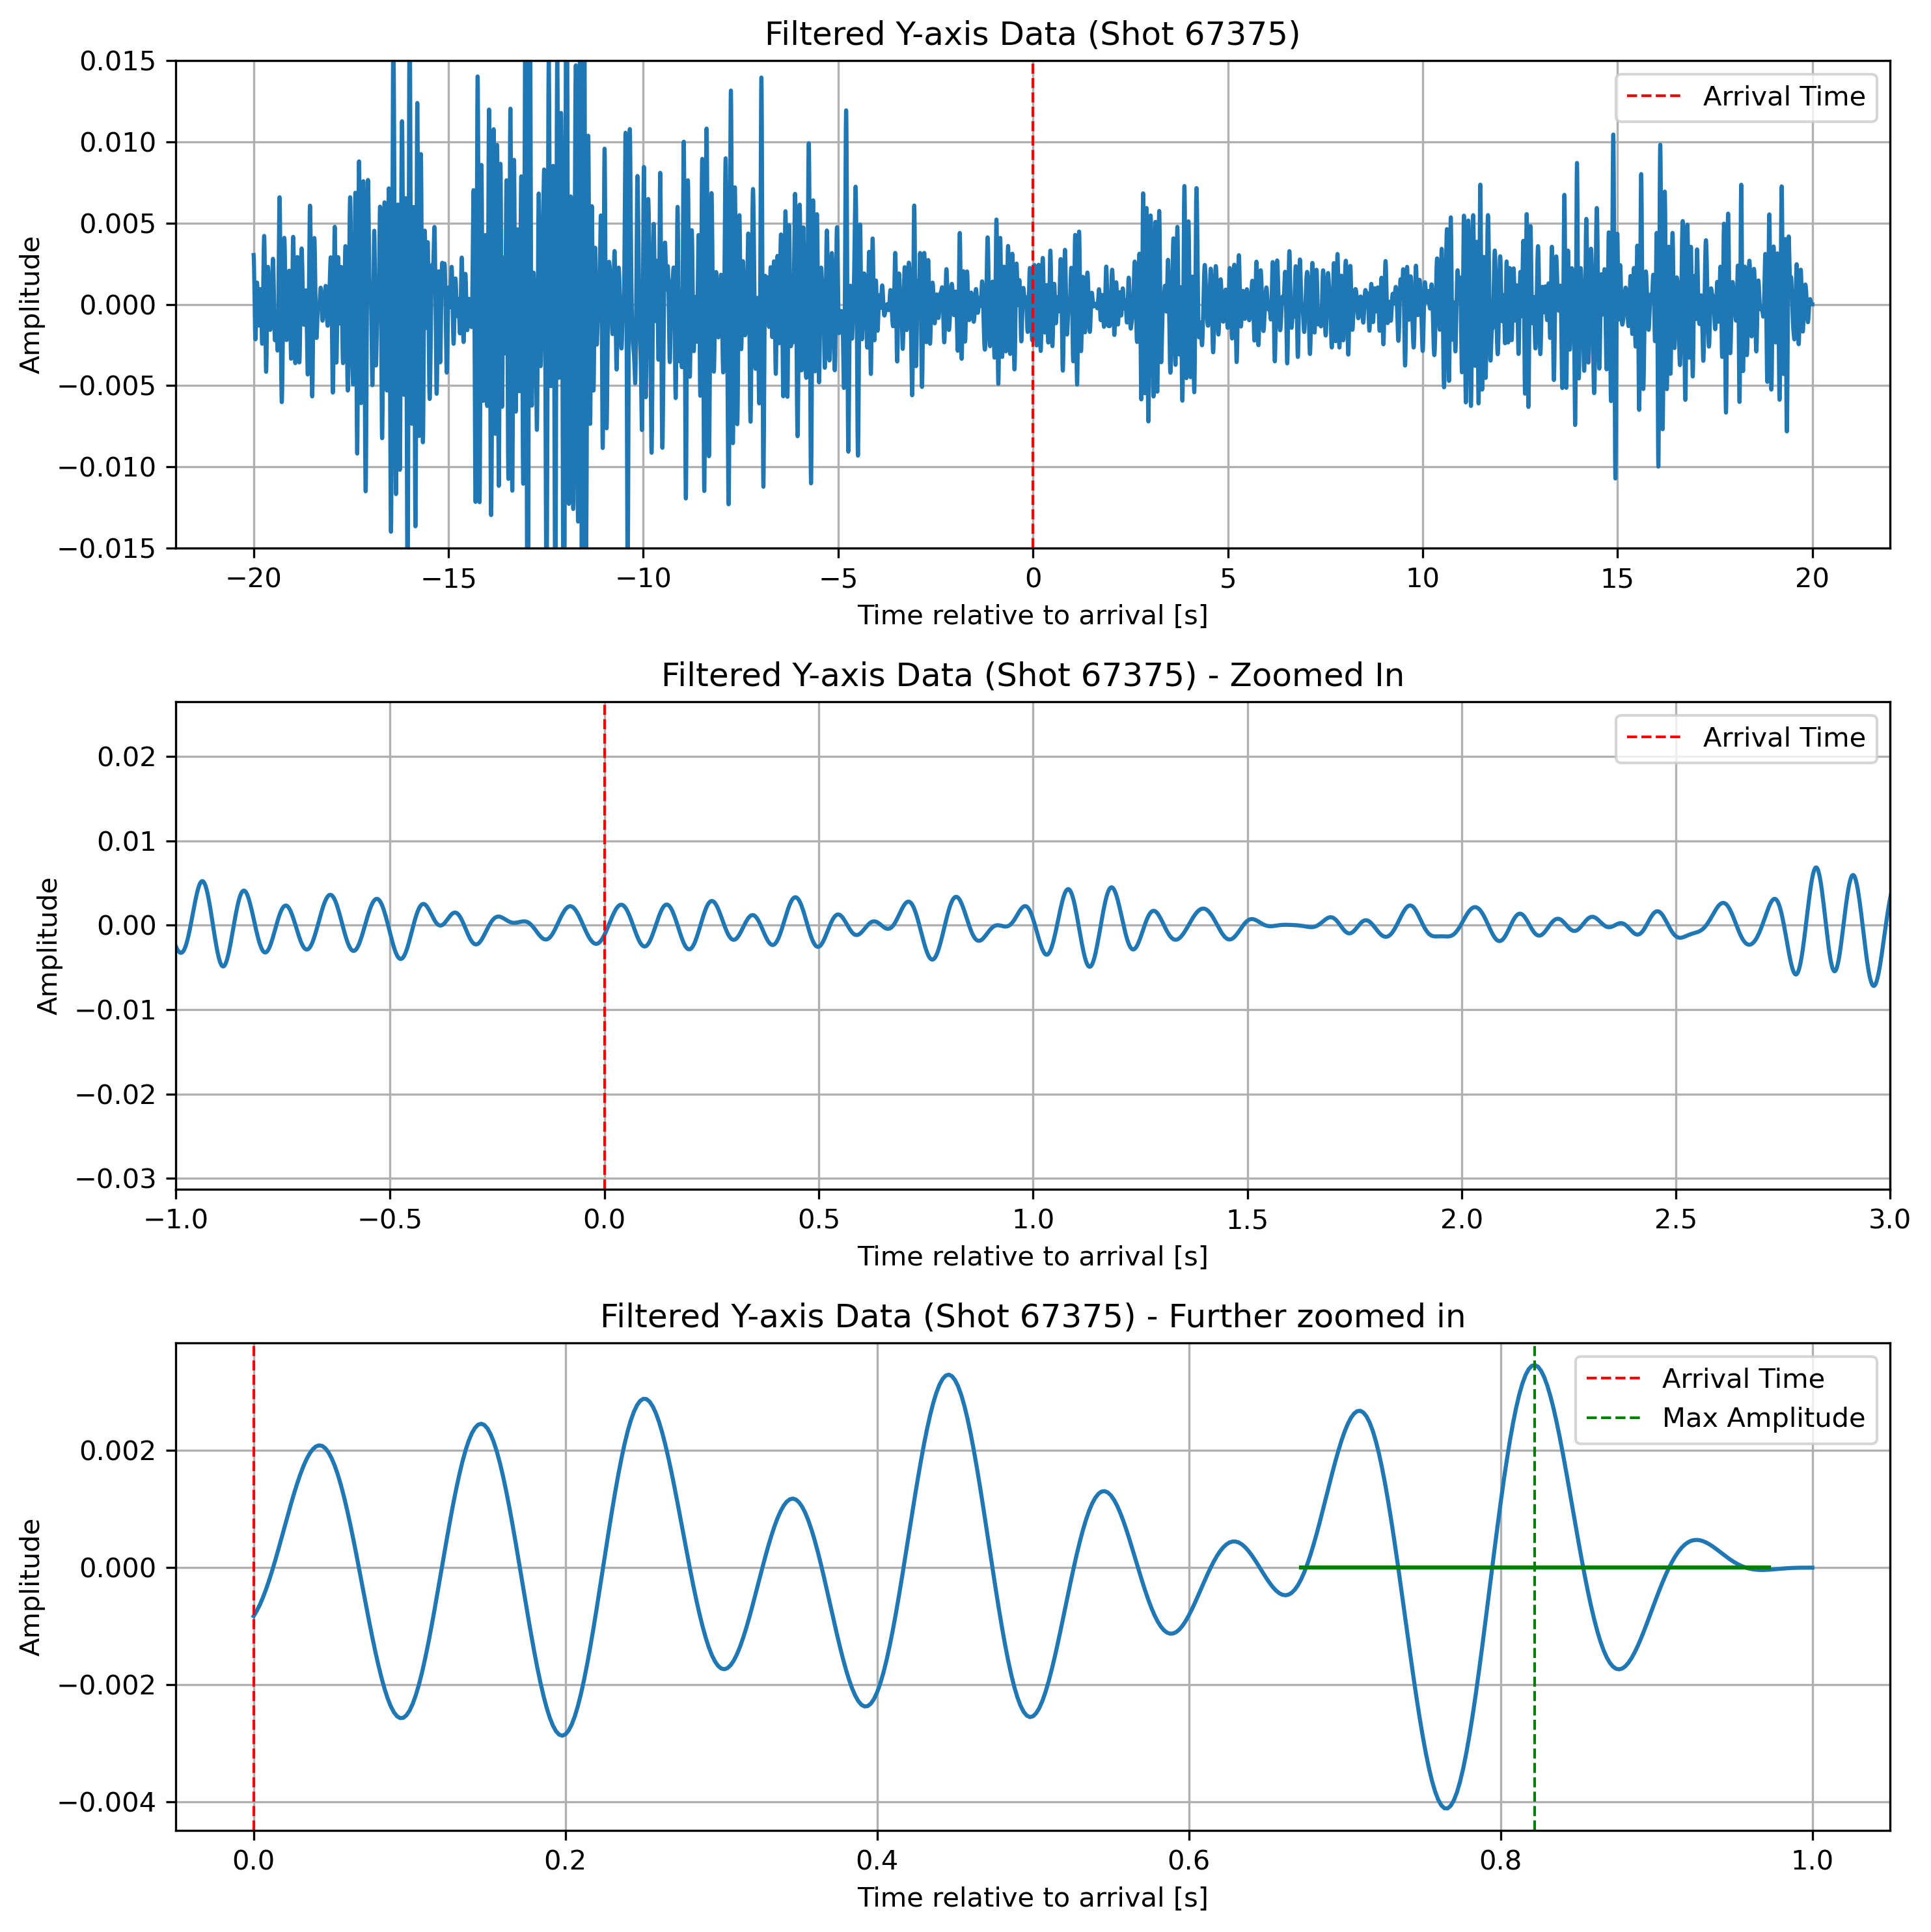 Filtered Y-axis Data (Shot 67375)
0.015
0.010
0.005
0.000
−0.005
−0.010
−0.015
Amplitude
Arrival Time
−20 −15 −10 −5 0 5 10 15 20
Time relative to arrival [s]
Filtered Y-axis Data (Shot 67375) - Zoomed In
0.02
0.01
0.00
−0.01
−0.02
−0.03
Amplitude
Arrival Time
−1.0 −0.5 0.0 0.5 1.0 1.5 2.0 2.5 3.0
Time relative to arrival [s]
Filtered Y-axis Data (Shot 67375) - Further zoomed in
0.002
0.000
−0.002
−0.004
Amplitude
Arrival Time
Max Amplitude
0.0 0.2 0.4 0.6 0.8 1.0
Time relative to arrival [s]